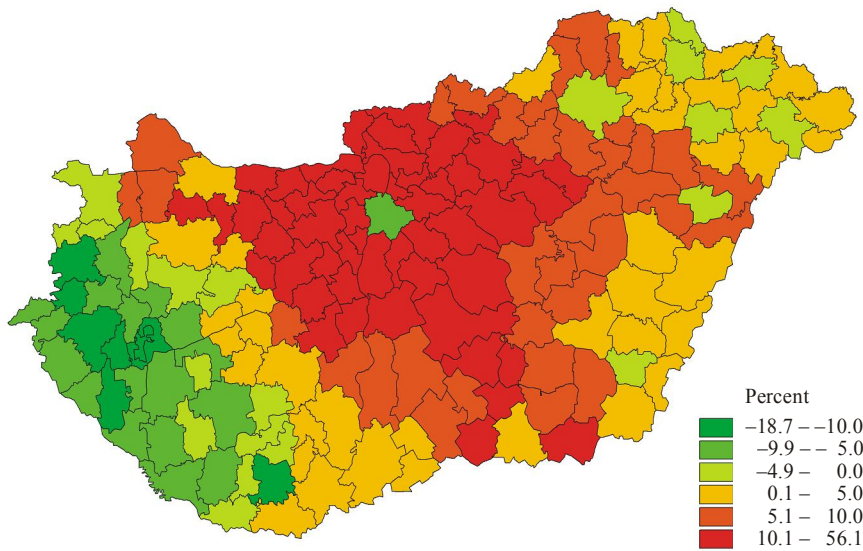 Percent
–18.7 – –10.0
–9.9 – – 5.0
–4.9 – 0.0
0.1 – 5.0
5.1 – 10.0
10.1 – 56.1